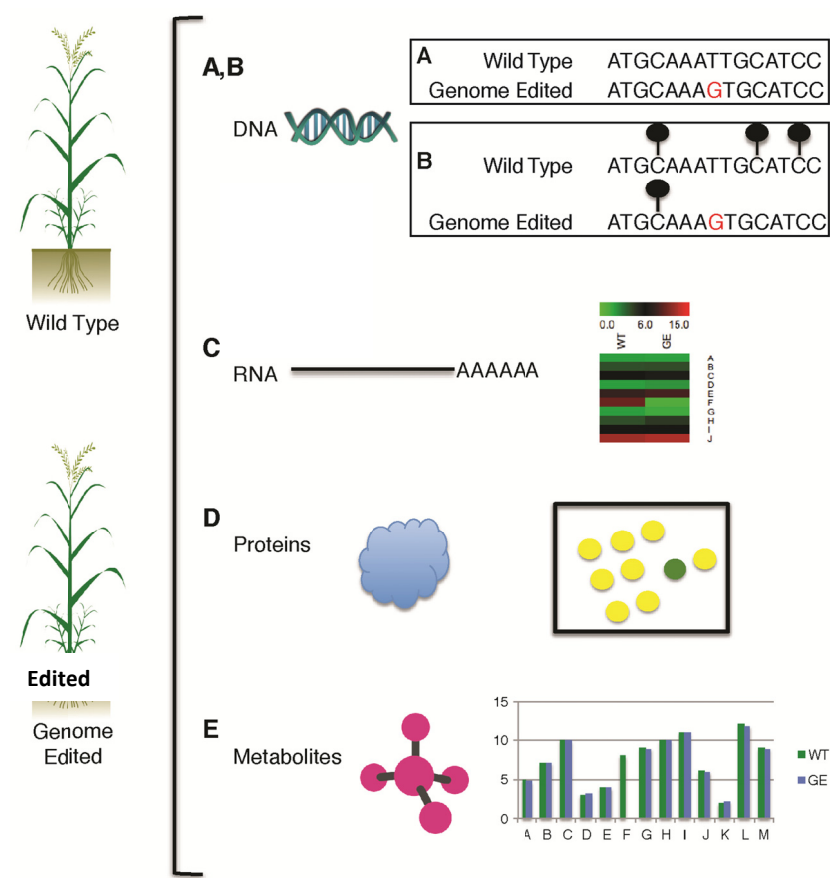 A,B
DNA
A
Wild Type ATGCAAATTGCATCC
Genome Edited ATGCAAAGTGCATCC
B
Wild Type ATGCAAATTGCATCC
Genome Edited ATGCAAAGTGCATCC
Wild Type
C
RNA
AAAAAA
0.0 6.0 15.0
WT GE
A
B
C
D
E
F
G
H
I
J
D
Proteins
Edited
Genome
Edited
E
Metabolites
15
10
5
0
A B C D E F G H I J K L M
WT
GE